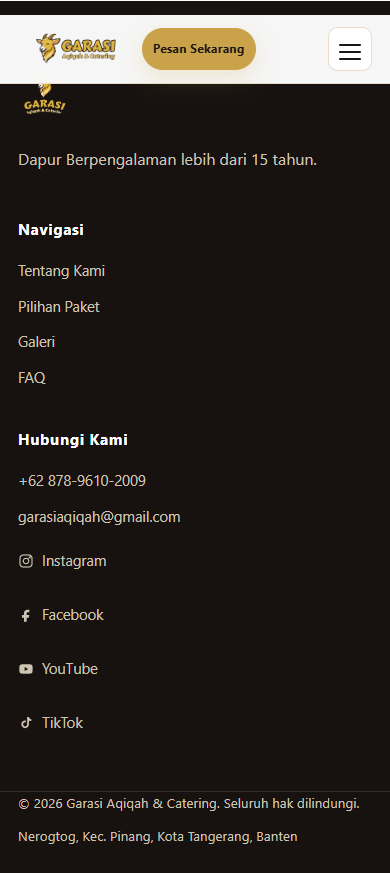 GARASI
Aqiqah & Catering
Pesan Sekarang
GARASI
Aqiqah & Catering
Dapur Berpengalaman lebih dari 15 tahun.
Navigasi
Tentang Kami
Pilihan Paket
Galeri
FAQ
Hubungi Kami
+62 878-9610-2009
garasiaqiqah@gmail.com
Instagram
Facebook
YouTube
TikTok
© 2026 Garasi Aqiqah & Catering. Seluruh hak dilindungi.
Nerogtog, Kec. Pinang, Kota Tangerang, Banten